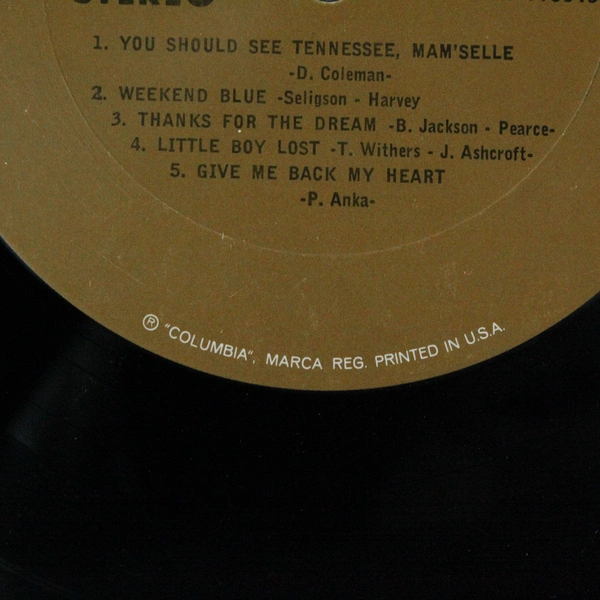 STEREO
1. YOU SHOULD SEE TENNESSEE, MAM'SELLE
-D. Coleman-
2. WEEKEND BLUE -Seligson - Harvey
3. THANKS FOR THE DREAM -B. Jackson - Pearce-
4. LITTLE BOY LOST -T. Withers - J. Ashcroft-
5. GIVE ME BACK MY HEART
-P. Anka-
® "COLUMBIA", MARCA REG. PRINTED IN U.S.A.